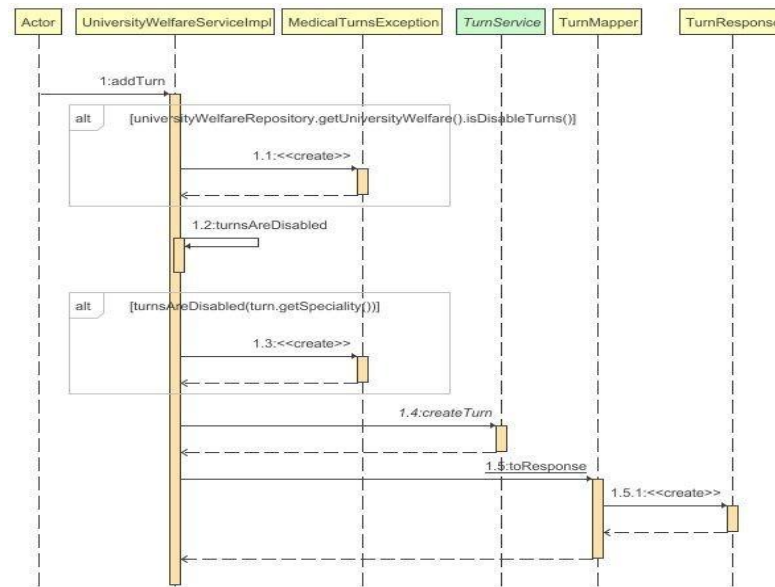 Actor
UniversityWelfareServiceImpl
MedicalTurnsException
TurnService
TurnMapper
TurnResponse
1:addTurn
alt
[universityWelfareRepository.getUniversityWelfare().isDisableTurns()]
1.1:<<create>>
1.2:turnsAreDisabled
alt
[turnsAreDisabled(turn.getSpeciality())]
1.3:<<create>>
1.4:createTurn
1.5:toResponse
1.5.1:<<create>>